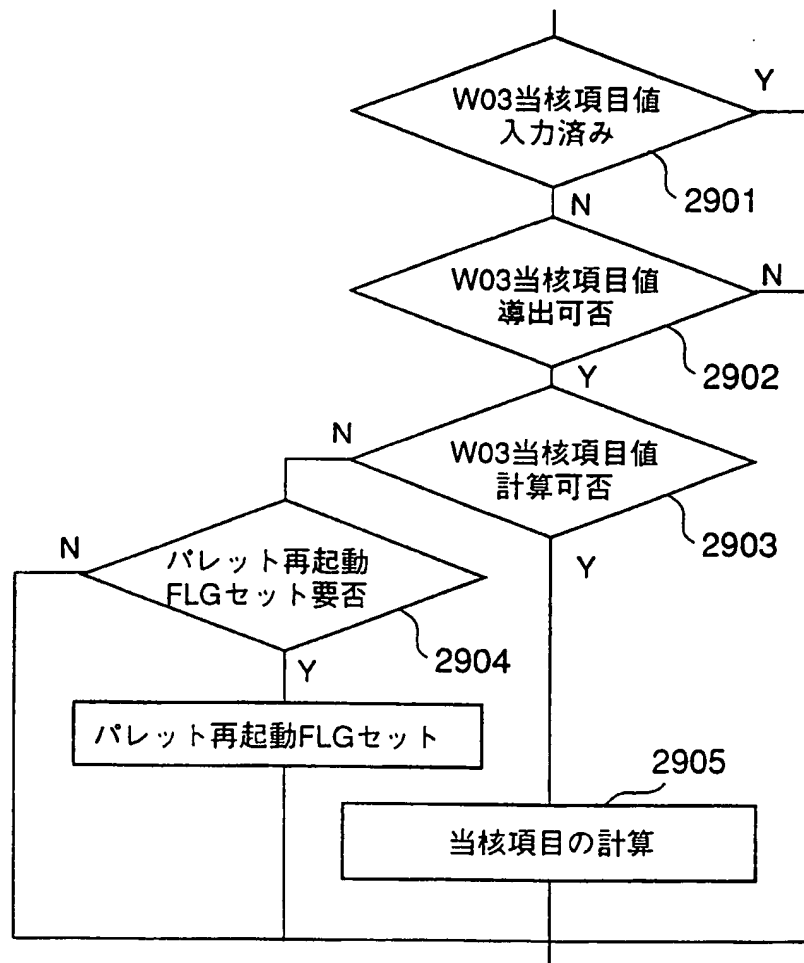 Y
W03当核項目値
入力済み
2901
N
W03当核項目値
導出可否
N
2902
Y
N
W03当核項目値
計算可否
2903
N
Y
パレット再起動
FLGセット要否
2904
Y
パレット再起動FLGセット
2905
当核項目の計算